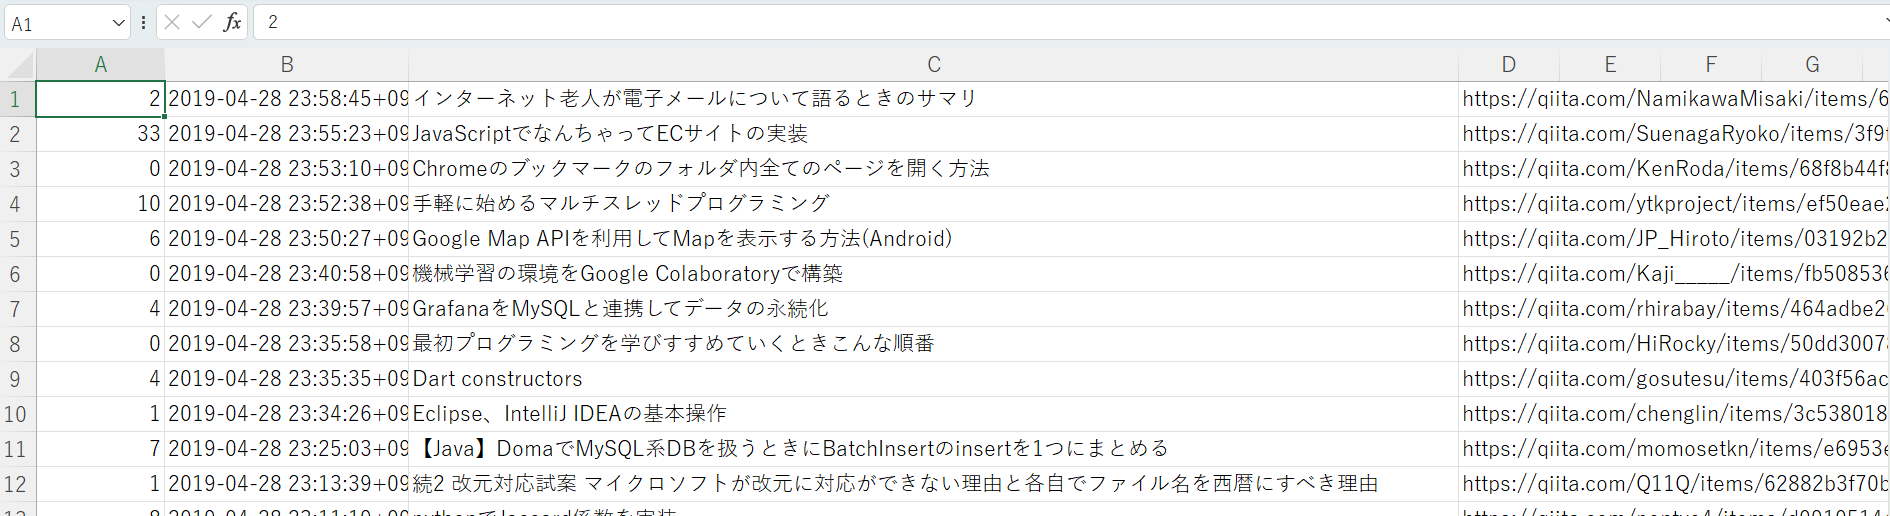 A1 fx 2
A B C D E F G
1 2 2019-04-28 23:58:45+09 インターネット老人が電子メールについて語るときのサマリ https://qiita.com/NamikawaMisaki/items/6
2 33 2019-04-28 23:55:23+09 JavaScriptでなんちゃってECサイトの実装 https://qiita.com/SuenagaRyoko/items/3f9f
3 0 2019-04-28 23:53:10+09 Chromeのブックマークのフォルダ内全てのページを開く方法 https://qiita.com/KenRoda/items/68f8b44f8
4 10 2019-04-28 23:52:38+09 手軽に始めるマルチスレッドプログラミング https://qiita.com/ytkproject/items/ef50eae2
5 6 2019-04-28 23:50:27+09 Google Map APIを利用してMapを表示する方法(Android) https://qiita.com/JP_Hiroto/items/03192b2
6 0 2019-04-28 23:40:58+09 機械学習の環境をGoogle Colaboratoryで構築 https://qiita.com/Kaji_____/items/fb508536
7 4 2019-04-28 23:39:57+09 GrafanaをMySQLと連携してデータの永続化 https://qiita.com/rhirabay/items/464adbe2
8 0 2019-04-28 23:35:58+09 最初プログラミングを学びすすめていくときこんな順番 https://qiita.com/HiRocky/items/50dd3007
9 4 2019-04-28 23:35:35+09 Dart constructors https://qiita.com/gosutesu/items/403f56ac
10 1 2019-04-28 23:34:26+09 Eclipse、IntelliJ IDEAの基本操作 https://qiita.com/chenglin/items/3c538018
11 7 2019-04-28 23:25:03+09 【Java】DomaでMySQL系DBを扱うときにBatchInsertのinsertを1つにまとめる https://qiita.com/momosetkn/items/e6953e
12 1 2019-04-28 23:13:39+09 続2 改元対応試案 マイクロソフトが改元に対応ができない理由と各自でファイル名を西暦にすべき理由 https://qiita.com/Q11Q/items/62882b3f70b